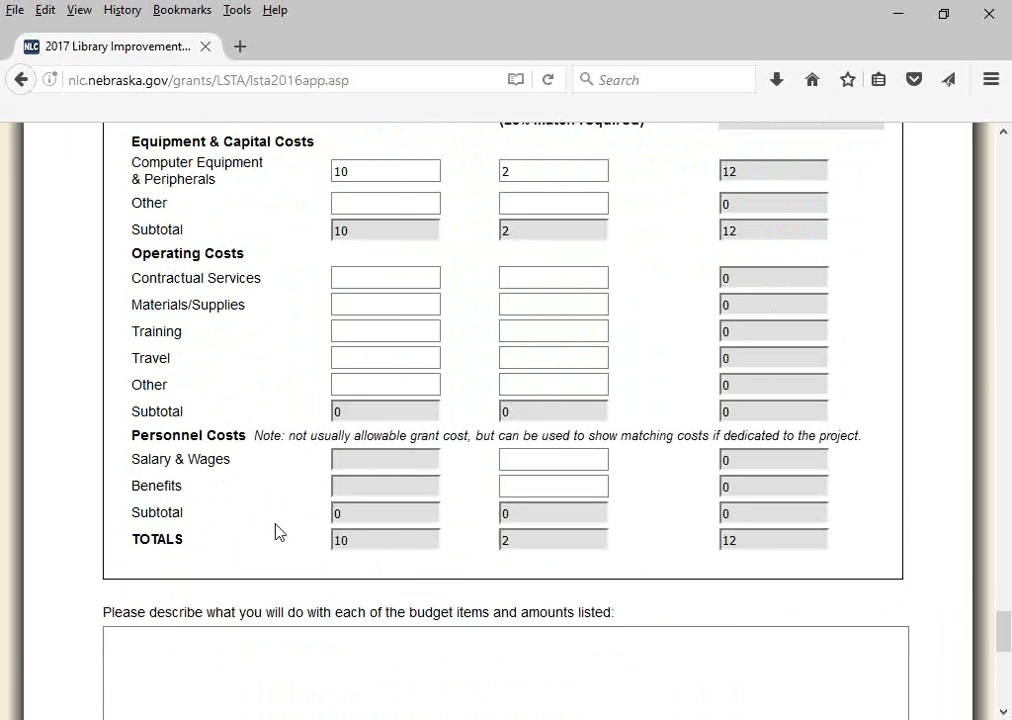 File Edit View History Bookmarks Tools Help
NLC 2017 Library Improvement...
nlc.nebraska.gov/grants/LSTA/lsta2016app.asp Search
Equipment & Capital Costs
Computer Equipment
& Peripherals 10 2 12
Other 0
Subtotal 10 2 12
Operating Costs
Contractual Services 0
Materials/Supplies 0
Training 0
Travel 0
Other 0
Subtotal 0 0 0
Personnel Costs Note: not usually allowable grant cost, but can be used to show matching costs if dedicated to the project.
Salary & Wages 0
Benefits 0
Subtotal 0 0 0
TOTALS 10 2 12
Please describe what you will do with each of the budget items and amounts listed: